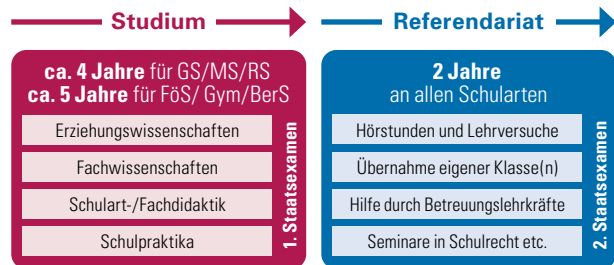 Studium
ca. 4 Jahre für GS/MS/RS
ca. 5 Jahre für FöS/ Gym/BerS
Erziehungswissenschaften
Fachwissenschaften
Schulart-/Fachdidaktik
Schulpraktika
1. Staatsexamen
Referendariat
2 Jahre
an allen Schularten
Hörstunden und Lehrversuche
Übernahme eigener Klasse(n)
Hilfe durch Betreuungslehrkräfte
Seminare in Schulrecht etc.
2. Staatsexamen